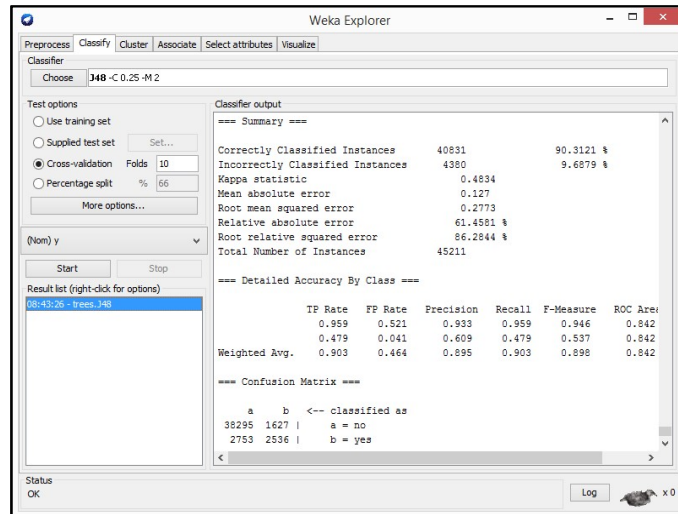 Weka Explorer
Preprocess Classify Cluster Associate Select attributes Visualize
Classifier
Choose J48 -C 0.25 -M 2
Test options
Use training set
Supplied test set Set...
Cross-validation Folds 10
Percentage split % 66
More options...
(Nom) y
Start Stop
Result list (right-click for options)
08:43:26 - trees.J48
Classifier output
=== Summary ===
Correctly Classified Instances 40831 90.3121 %
Incorrectly Classified Instances 4380 9.6879 %
Kappa statistic 0.4834
Mean absolute error 0.127
Root mean squared error 0.2773
Relative absolute error 61.4581 %
Root relative squared error 86.2844 %
Total Number of Instances 45211
=== Detailed Accuracy By Class ===
TP Rate FP Rate Precision Recall F-Measure ROC Area
0.959 0.521 0.933 0.959 0.946 0.842
0.479 0.041 0.609 0.479 0.537 0.842
Weighted Avg. 0.903 0.464 0.895 0.903 0.898 0.842
=== Confusion Matrix ===
a b <-- classified as
38295 1627 | a = no
2753 2536 | b = yes
Status
OK
Log x 0